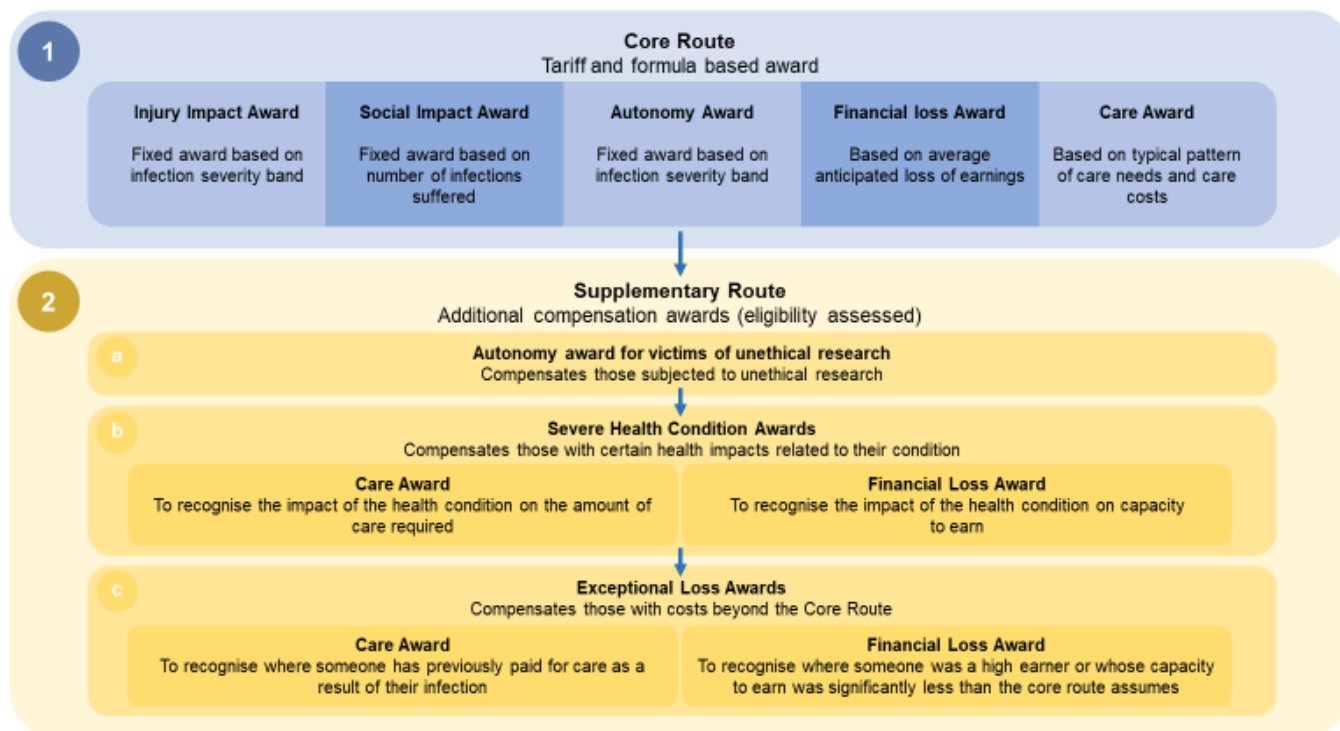 1
Core Route
Tariff and formula based award
Injury Impact Award
Fixed award based on
infection severity band
Social Impact Award
Fixed award based on
number of infections
suffered
Autonomy Award
Fixed award based on
infection severity band
Financial loss Award
Based on average
anticipated loss of earnings
Care Award
Based on typical pattern
of care needs and care
costs
2
Supplementary Route
Additional compensation awards (eligibility assessed)
a
Autonomy award for victims of unethical research
Compensates those subjected to unethical research
b
Severe Health Condition Awards
Compensates those with certain health impacts related to their condition
Care Award
To recognise the impact of the health condition on the amount of
care required
Financial Loss Award
To recognise the impact of the health condition on capacity
to earn
c
Exceptional Loss Awards
Compensates those with costs beyond the Core Route
Care Award
To recognise where someone has previously paid for care as a
result of their infection
Financial Loss Award
To recognise where someone was a high earner or whose capacity
to earn was significantly less than the core route assumes